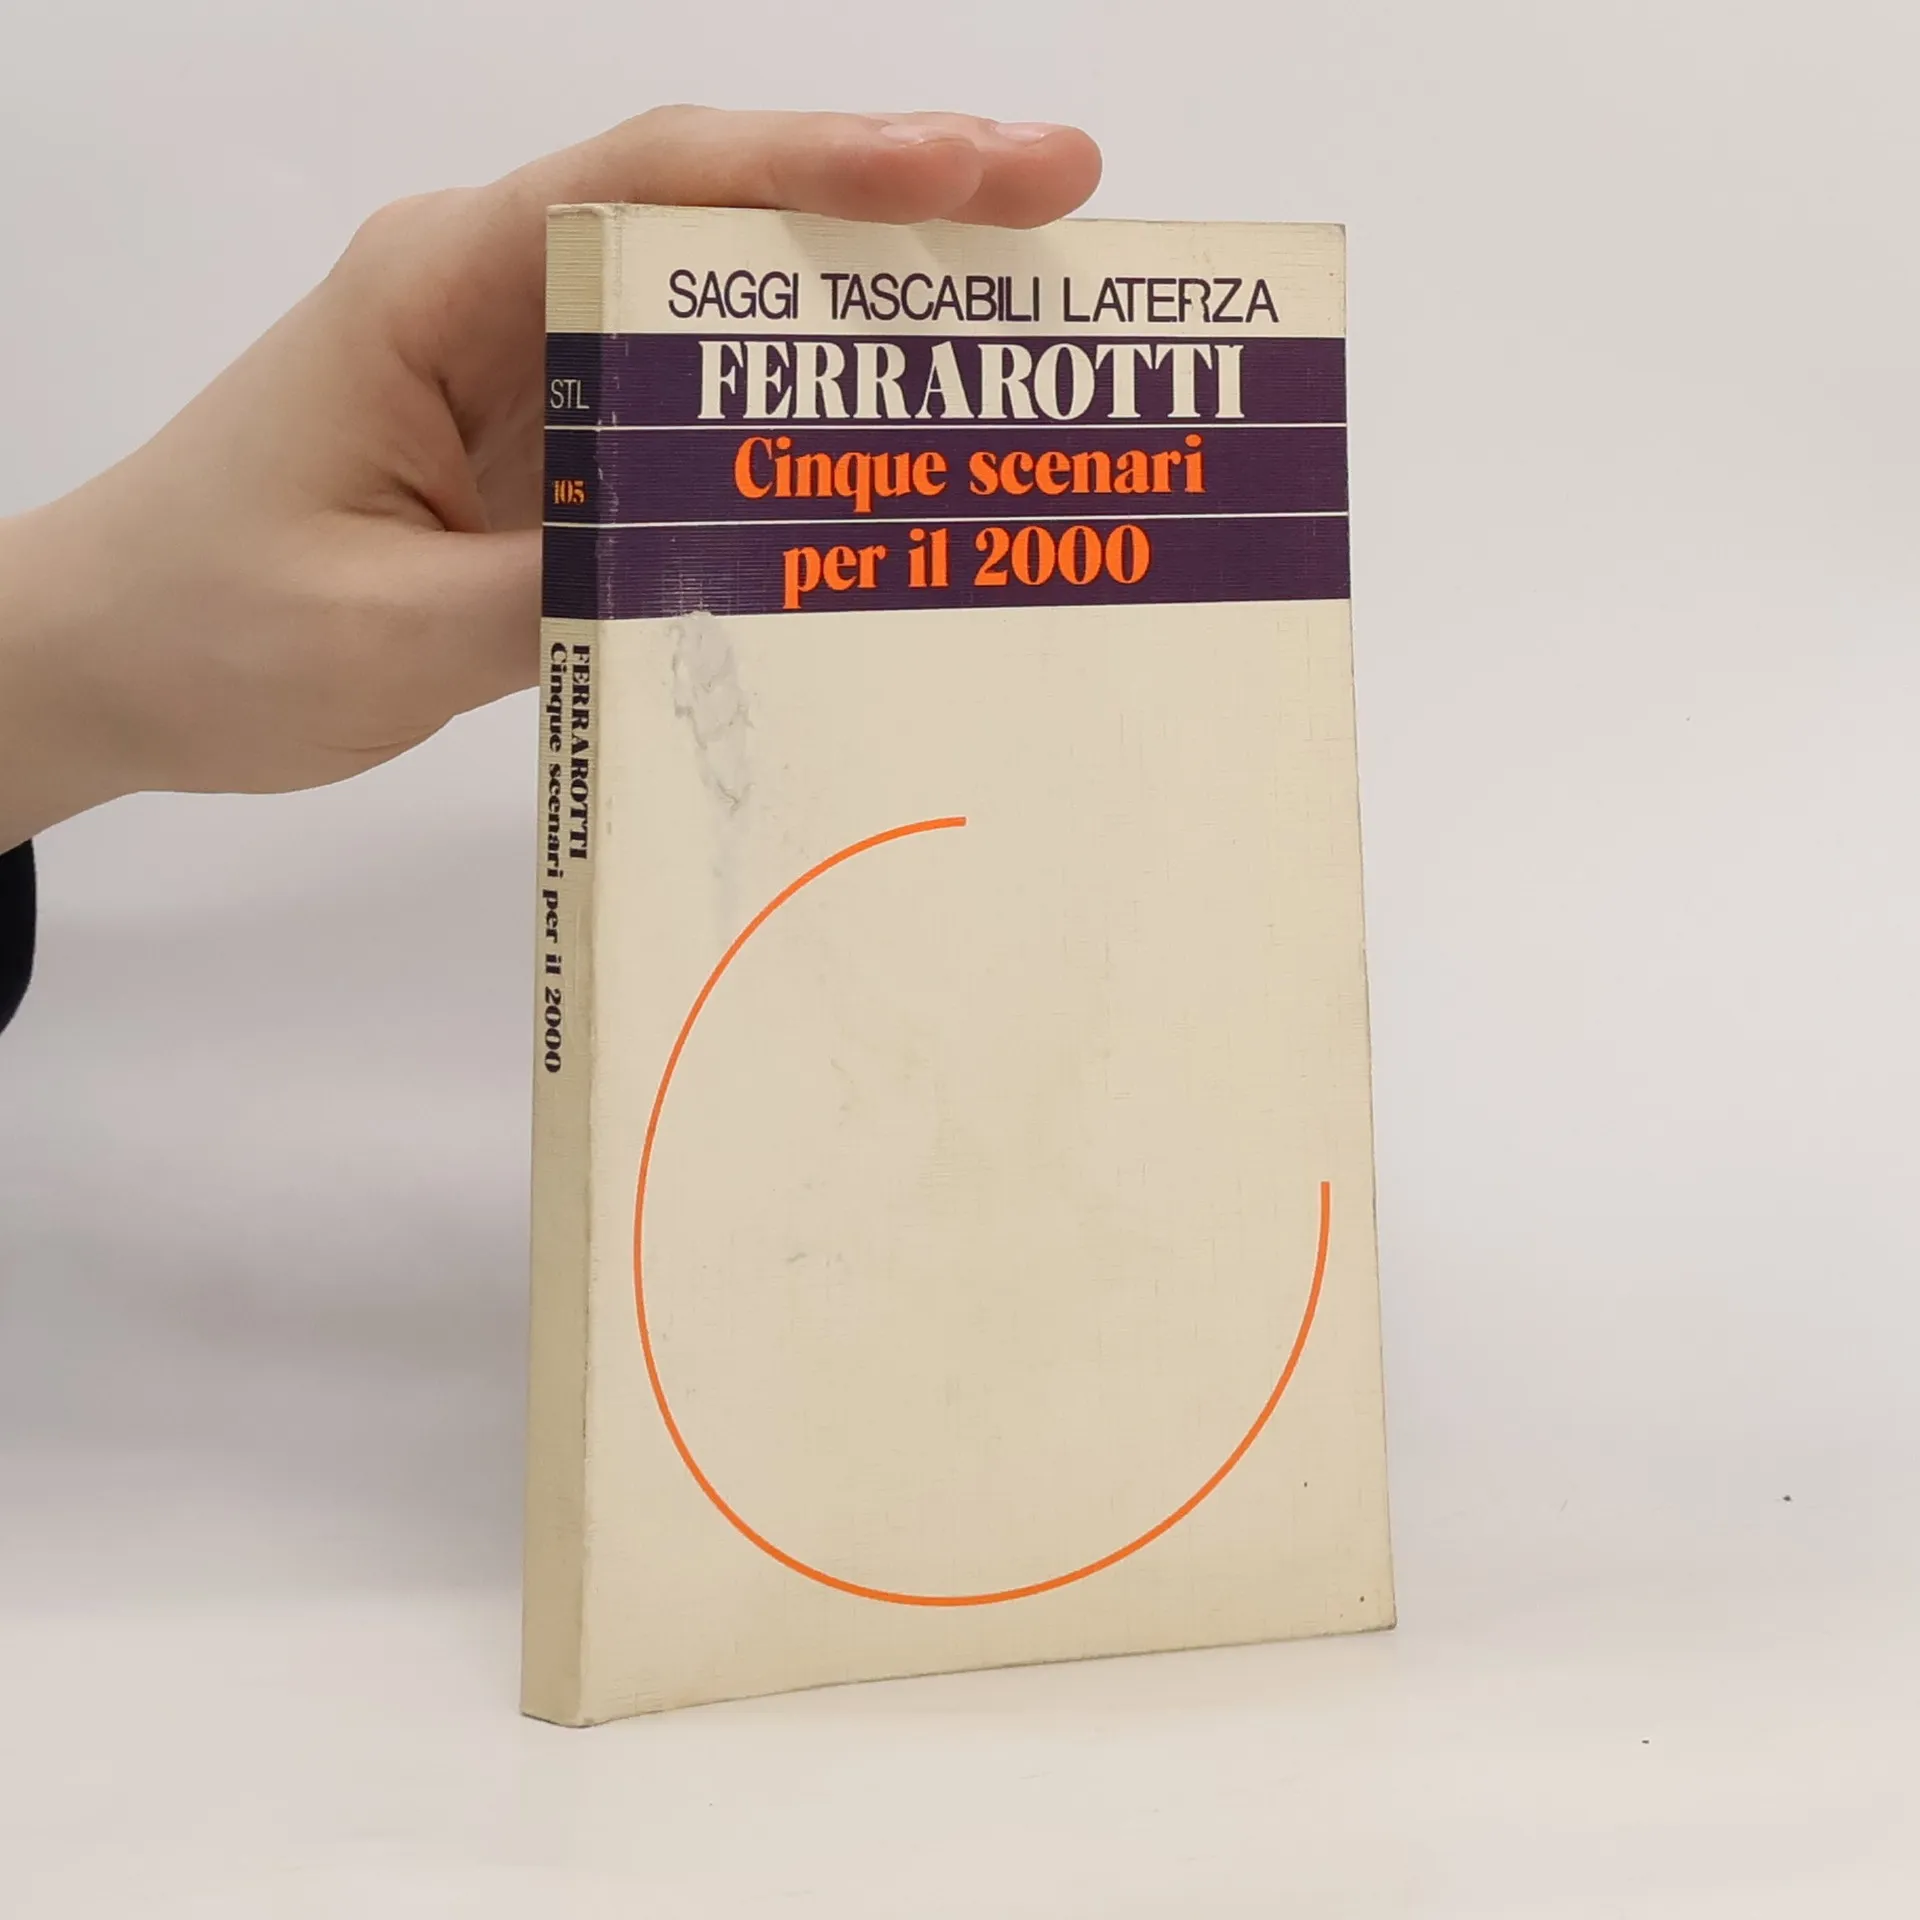 SAGGI TASCABILI LATERZA
FERRAROTTI
Cinque scenari
per il 2000
STL
105
FERRAROTTI
Cinque scenari per il 2000